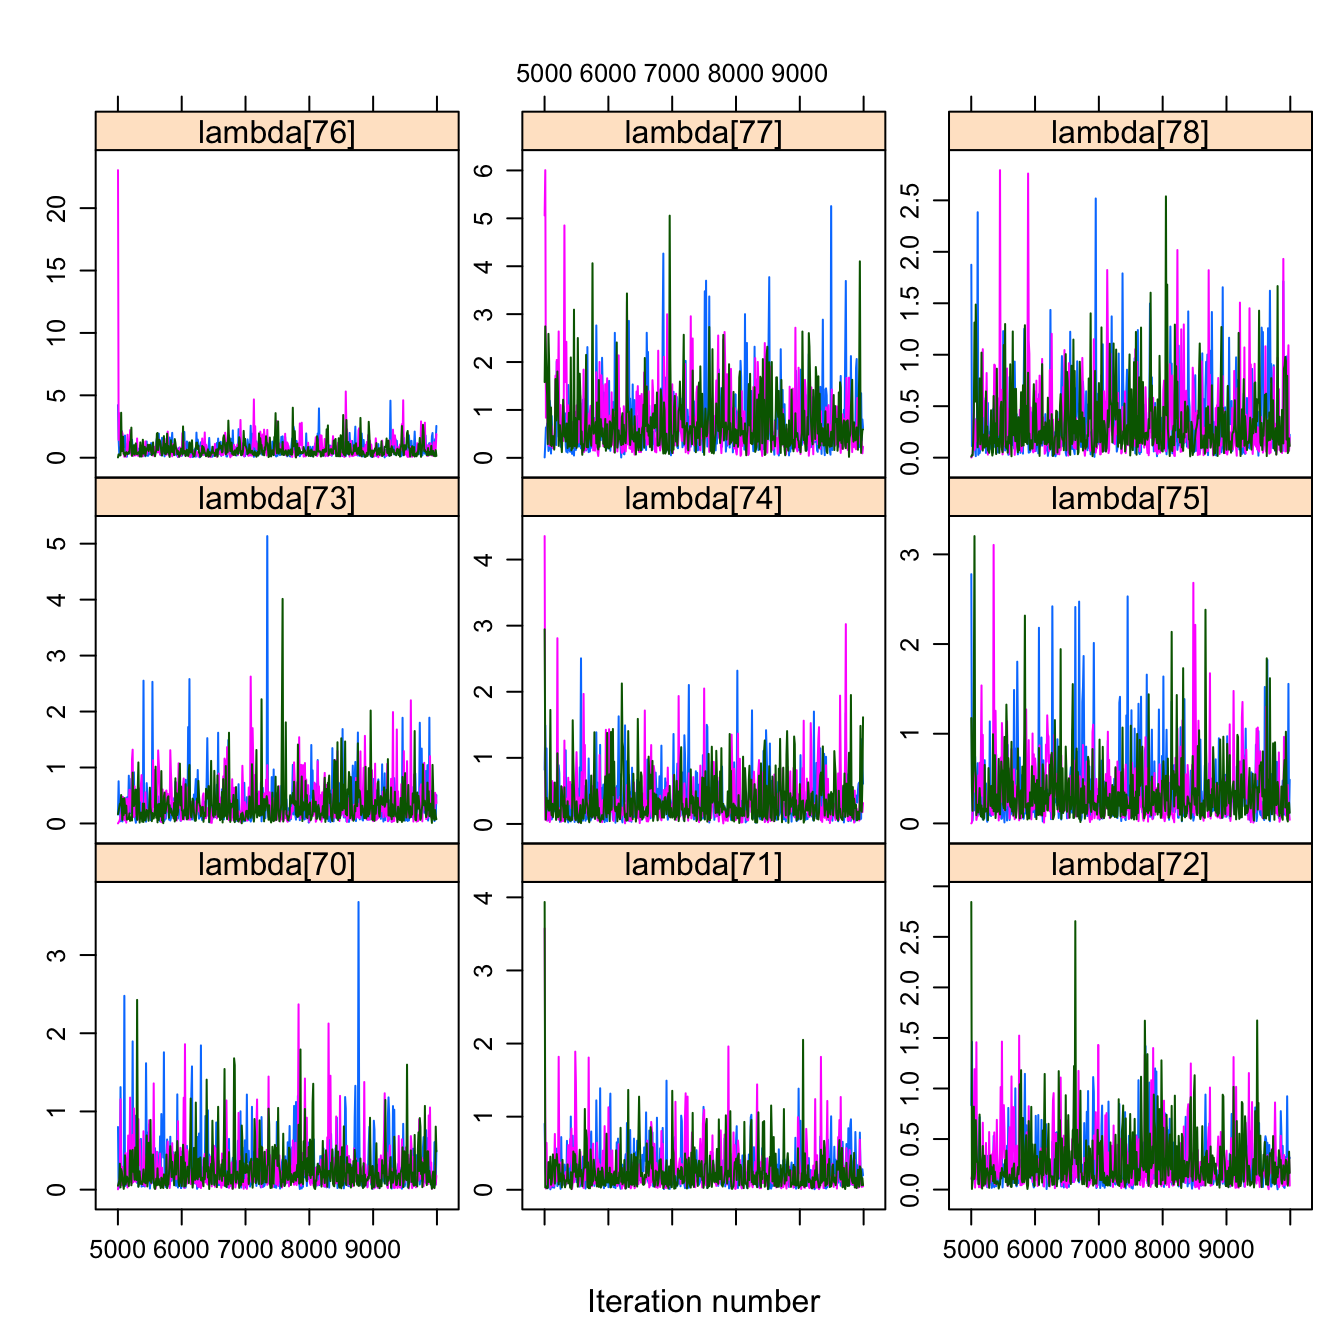 5000 6000 7000 8000 9000
lambda[76] lambda[77] lambda[78]
0 5 10 15 20
0 1 2 3 4 5 6
0.0 0.5 1.0 1.5 2.0 2.5
lambda[73] lambda[74] lambda[75]
0 1 2 3 4 5
0 1 2 3 4
0 1 2 3
lambda[70] lambda[71] lambda[72]
0 1 2 3
0 1 2 3 4
0.0 0.5 1.0 1.5 2.0 2.5
5000 6000 7000 8000 9000
5000 6000 7000 8000 9000
Iteration number